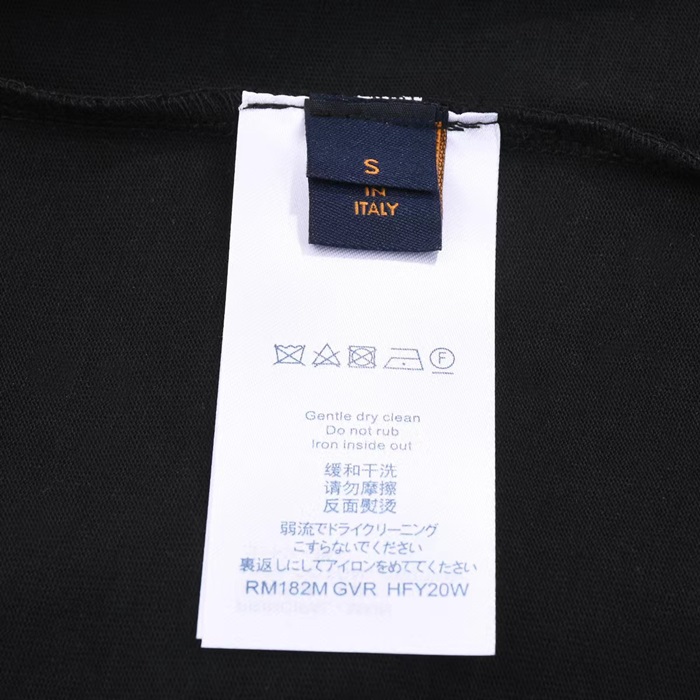 S
IN
ITALY
F
Gentle dry clean
Do not rub
Iron inside out
缓和干洗
请勿摩擦
反面熨烫
弱流でドライクリーニング
こすらないでください
裏返しにしてアイロンをめててください
RM182M GVR HFY20W